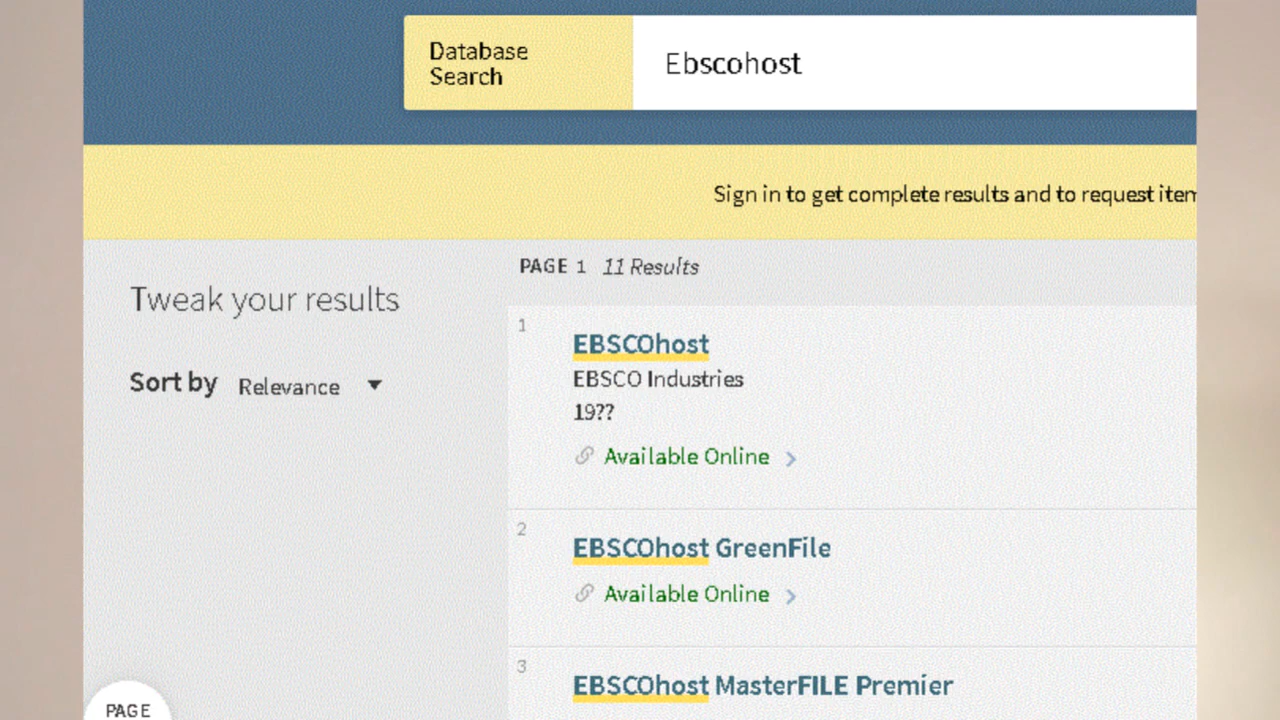 Database
Search
Ebscohost
Sign in to get complete results and to request
PAGE 1 11 Results
Tweak your results
Sort by Relevance
1
EBSCOhost
EBSCO Industries
19??
Available Online
2
EBSCOhost GreenFile
Available Online
3
EBSCOhost MasterFILE Premier
PAGE